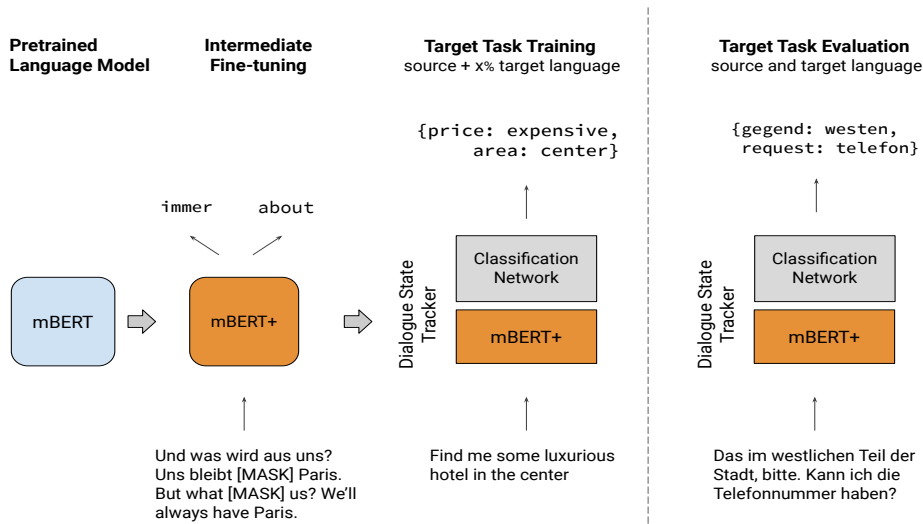 Pretrained
Language Model
Intermediate
Fine-tuning
Target Task Training
source + x% target language
Target Task Evaluation
source and target language
{price: expensive,
area: center}
{gegend: westen,
request: telefon}
immer
about
mBERT
mBERT+
Dialogue State
Tracker
Classification
Network
mBERT+
Dialogue State
Tracker
Classification
Network
mBERT+
Und was wird aus uns?
Uns bleibt [MASK] Paris.
But what [MASK] us? We'll
always have Paris.
Find me some luxurious
hotel in the center
Das im westlichen Teil der
Stadt, bitte. Kann ich die
Telefonnummer haben?